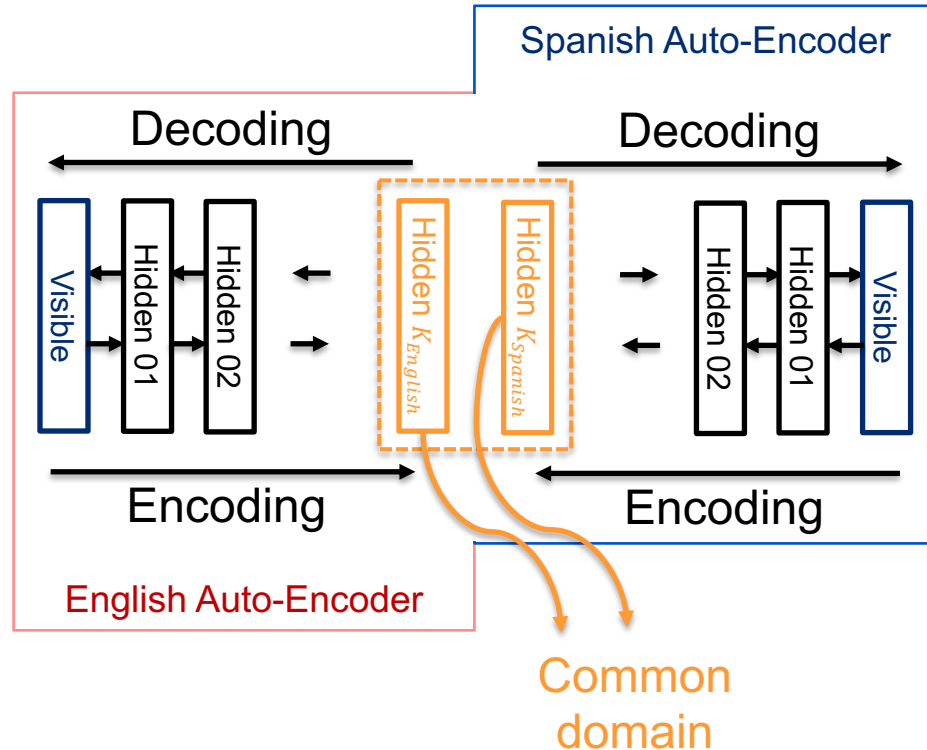 Spanish Auto-Encoder
Decoding
Decoding
Visible
Hidden 01
Hidden 02
Hidden K_English
Hidden K_Spanish
Hidden 02
Hidden 01
Visible
Encoding
Encoding
English Auto-Encoder
Common
domain